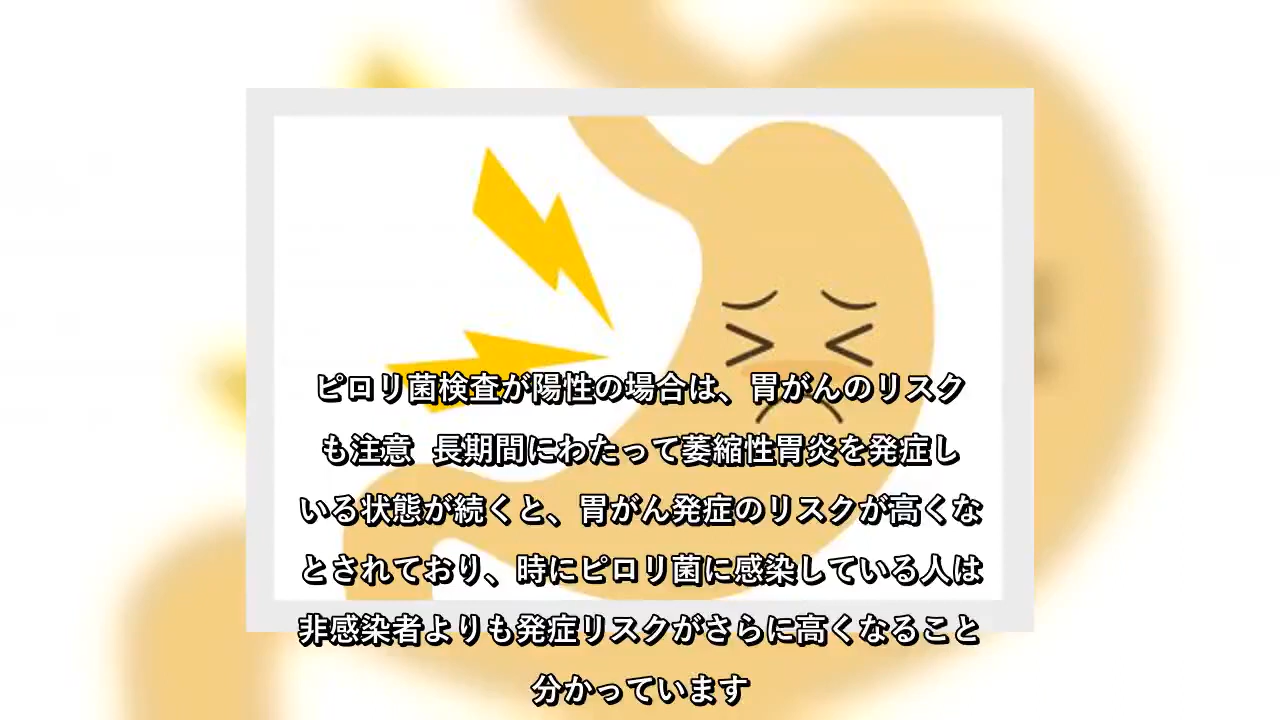 ピロリ菌検査が陽性の場合は、胃がんのリスク
も注意 長期間にわたって萎縮性胃炎を発症し
いる状態が続くと、胃がん発症のリスクが高くな
とされており、時にピロリ菌に感染している人は
非感染者よりも発症リスクがさらに高くなること
分かっています